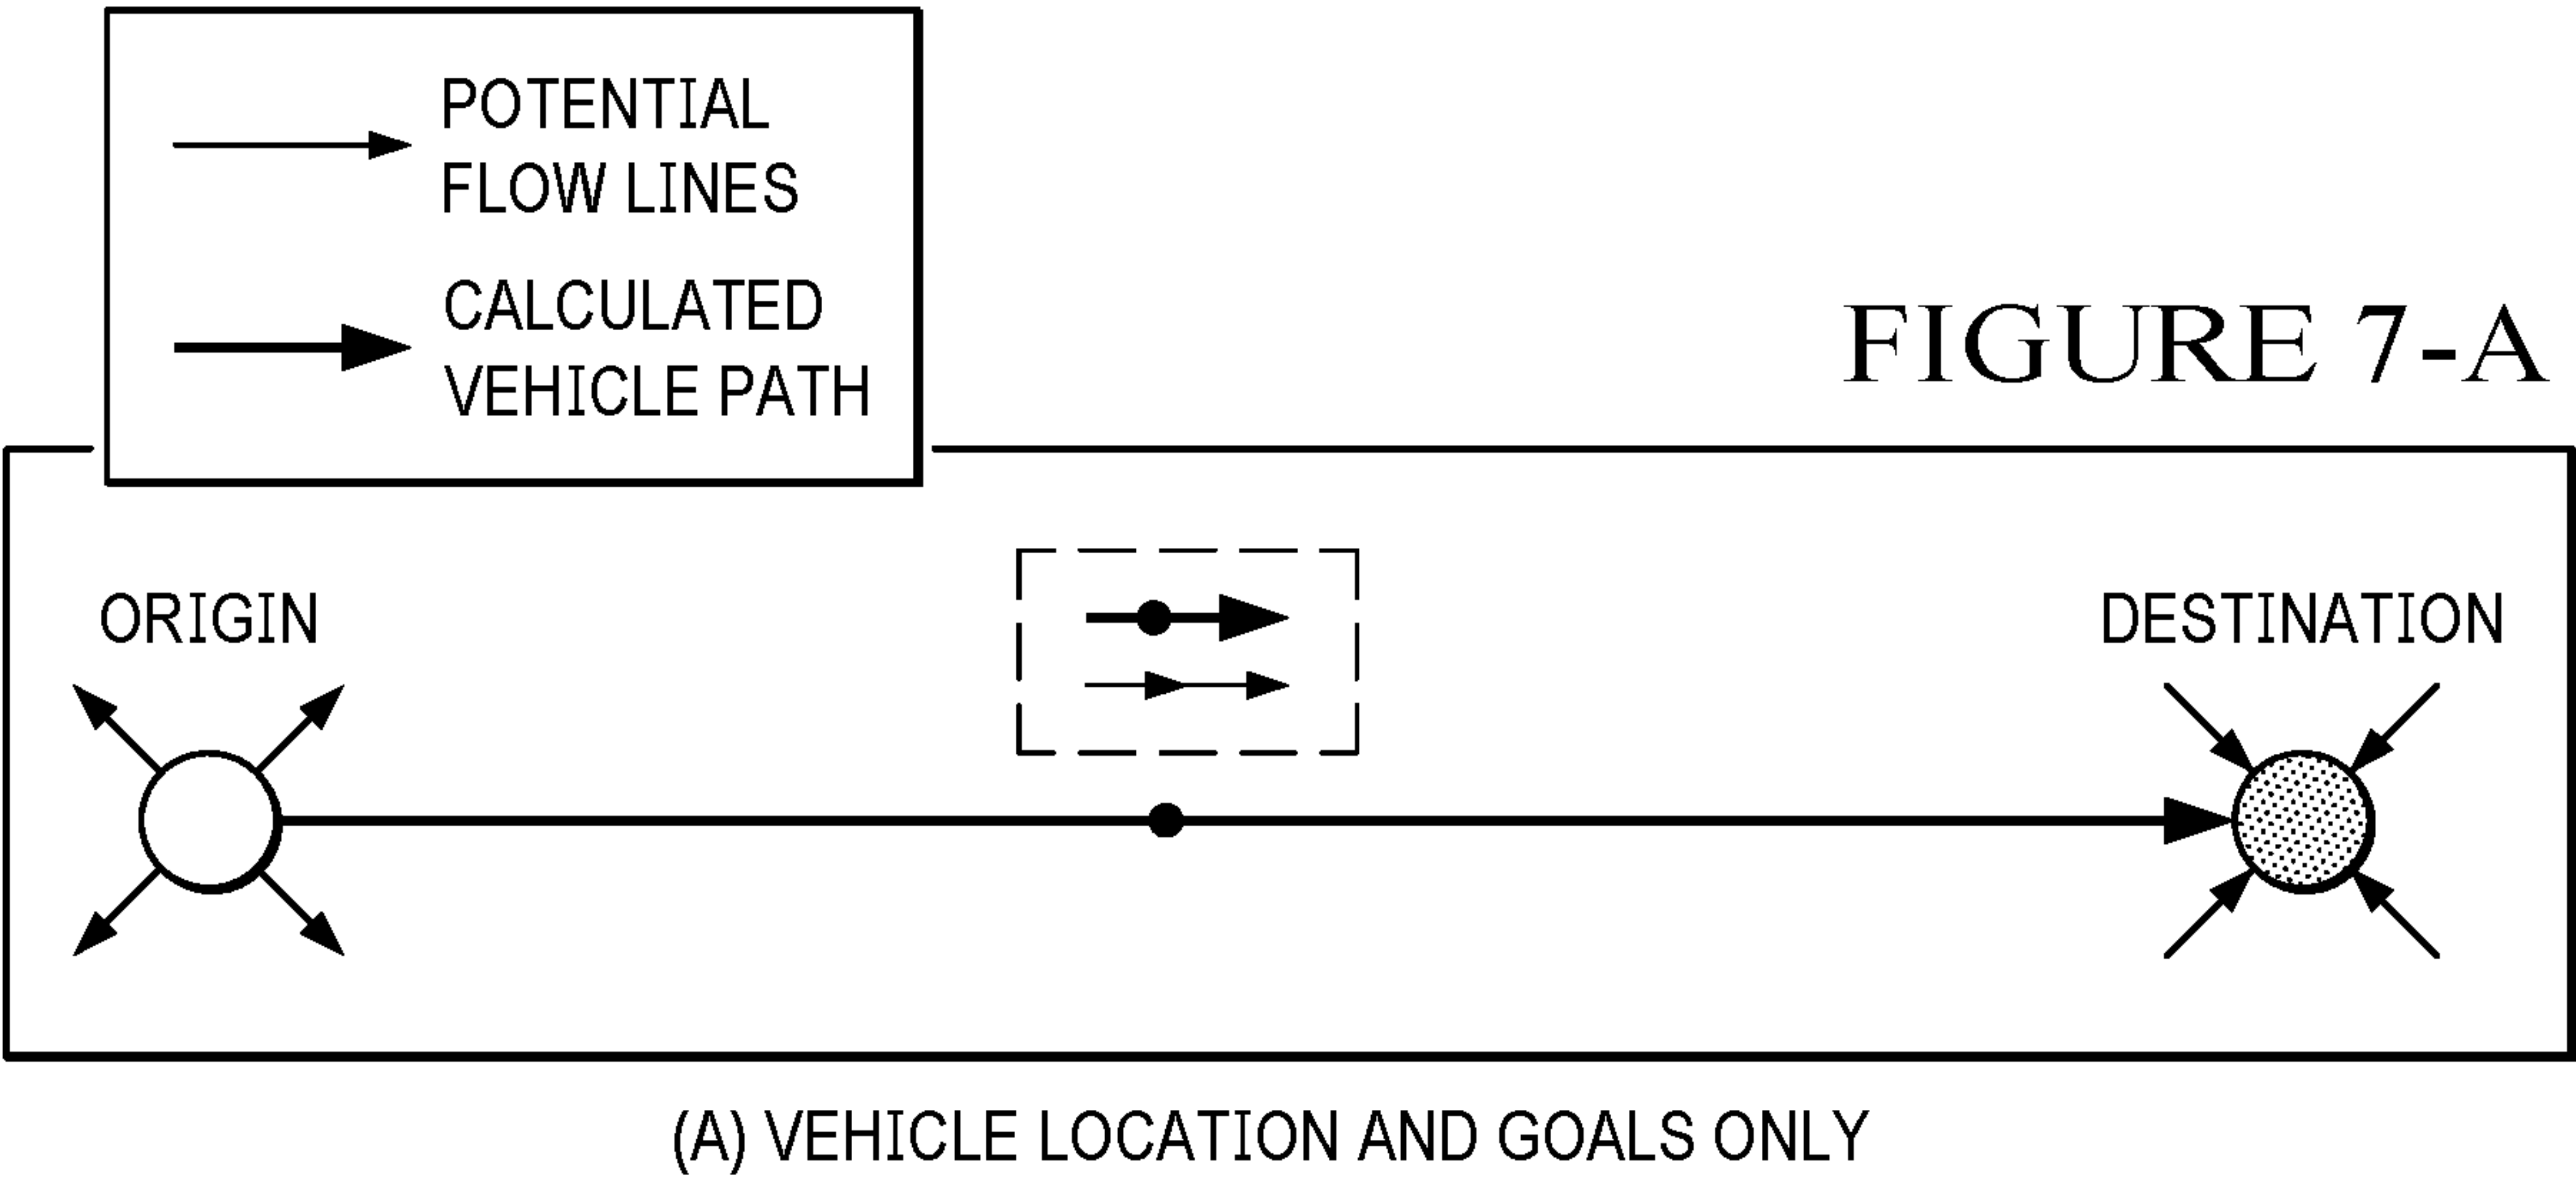 POTENTIAL
FLOW LINES
CALCULATED
VEHICLE PATH
FIGURE 7-A
ORIGIN
DESTINATION
(A) VEHICLE LOCATION AND GOALS ONLY